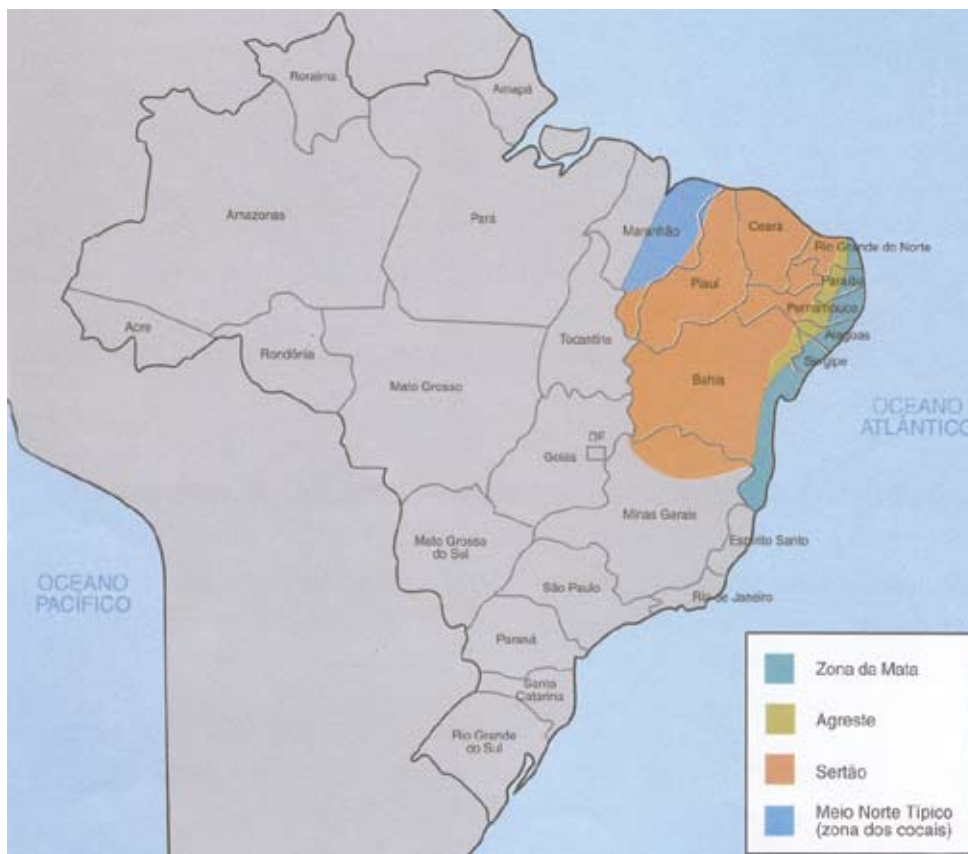 Roraima
Amapá
Amazonas
Pará
Maranhão
Ceará
Rio Grande do Norte
Paraíba
Piauí
Pernambuco
Acre
Rondônia
Tocantins
Alagoas
Sergipe
Mato Grosso
Bahia
OCEANO
ATLÂNTICO
DF
Goiás
Minas Gerais
Mato Grosso
do Sul
Espírito Santo
São Paulo
Rio de Janeiro
OCEANO
PACÍFICO
Paraná
Santa
Catarina
Rio Grande
do Sul
Zona da Mata
Agreste
Sertão
Meio Norte Típico
(zona dos cocais)